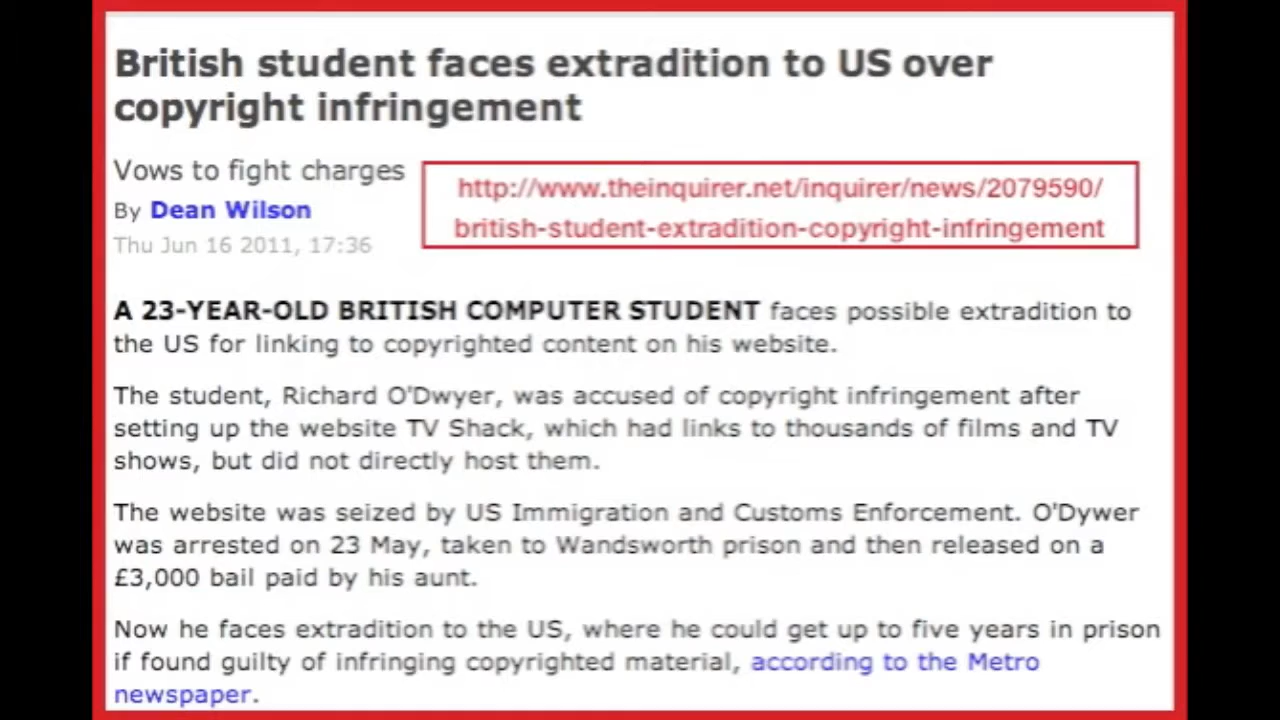 British student faces extradition to US over
copyright infringement
Vows to fight charges
By Dean Wilson
Thu Jun 16 2011, 17:36
http://www.theinquirer.net/inquirer/news/2079590/
british-student-extradition-copyright-infringement
A 23-YEAR-OLD BRITISH COMPUTER STUDENT faces possible extradition to
the US for linking to copyrighted content on his website.
The student, Richard O'Dwyer, was accused of copyright infringement after
setting up the website TV Shack, which had links to thousands of films and TV
shows, but did not directly host them.
The website was seized by US Immigration and Customs Enforcement. O'Dywer
was arrested on 23 May, taken to Wandsworth prison and then released on a
£3,000 bail paid by his aunt.
Now he faces extradition to the US, where he could get up to five years in prison
if found guilty of infringing copyrighted material, according to the Metro
newspaper.